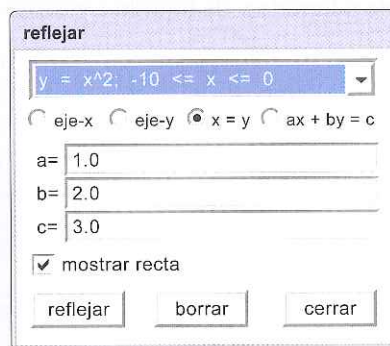 reflejar
y = x^2; -10 <= x <= 0
eje-x eje-y x = y ax + by = c
a= 1.0
b= 2.0
c= 3.0
mostrar recta
reflejar borrar cerrar